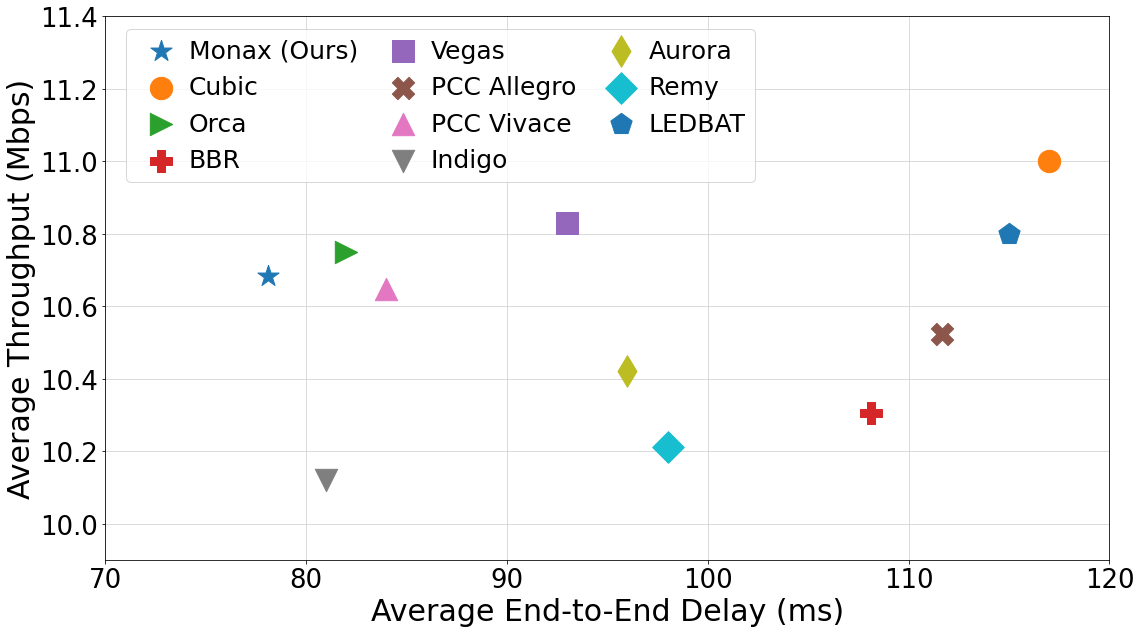 11.4
11.2
11.0
10.8
10.6
10.4
10.2
10.0
Average Throughput (Mbps)
Monax (Ours)
Cubic
Orca
BBR
Vegas
PCC Allegro
PCC Vivace
Indigo
Aurora
Remy
LEDBAT
70 80 90 100 110 120
Average End-to-End Delay (ms)